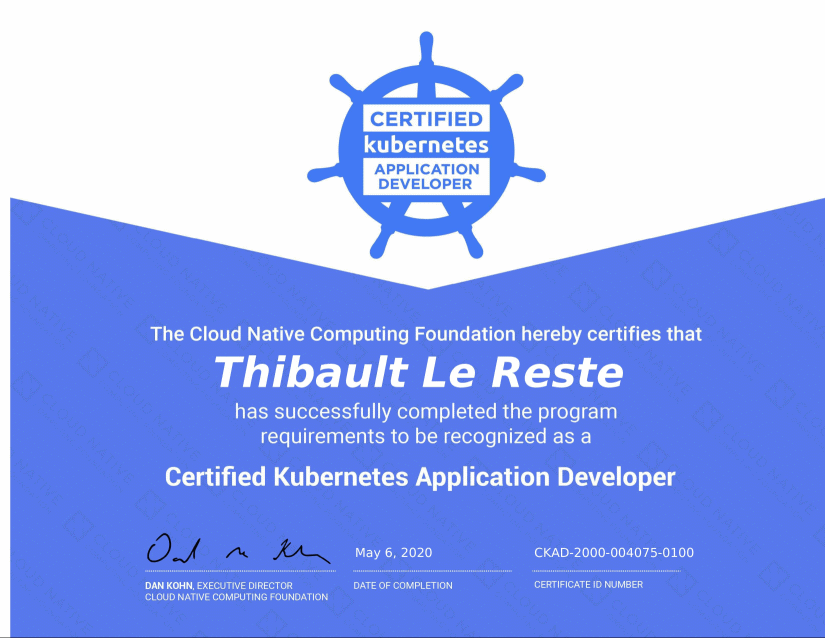 CERTIFIED
kubernetes
APPLICATION
DEVELOPER
The Cloud Native Computing Foundation hereby certifies that
Thibault Le Reste
has successfully completed the program
requirements to be recognized as a
Certified Kubernetes Application Developer
May 6, 2020
CKAD-2000-004075-0100
DAN KOHN, EXECUTIVE DIRECTOR
CLOUD NATIVE COMPUTING FOUNDATION
DATE OF COMPLETION
CERTIFICATE ID NUMBER